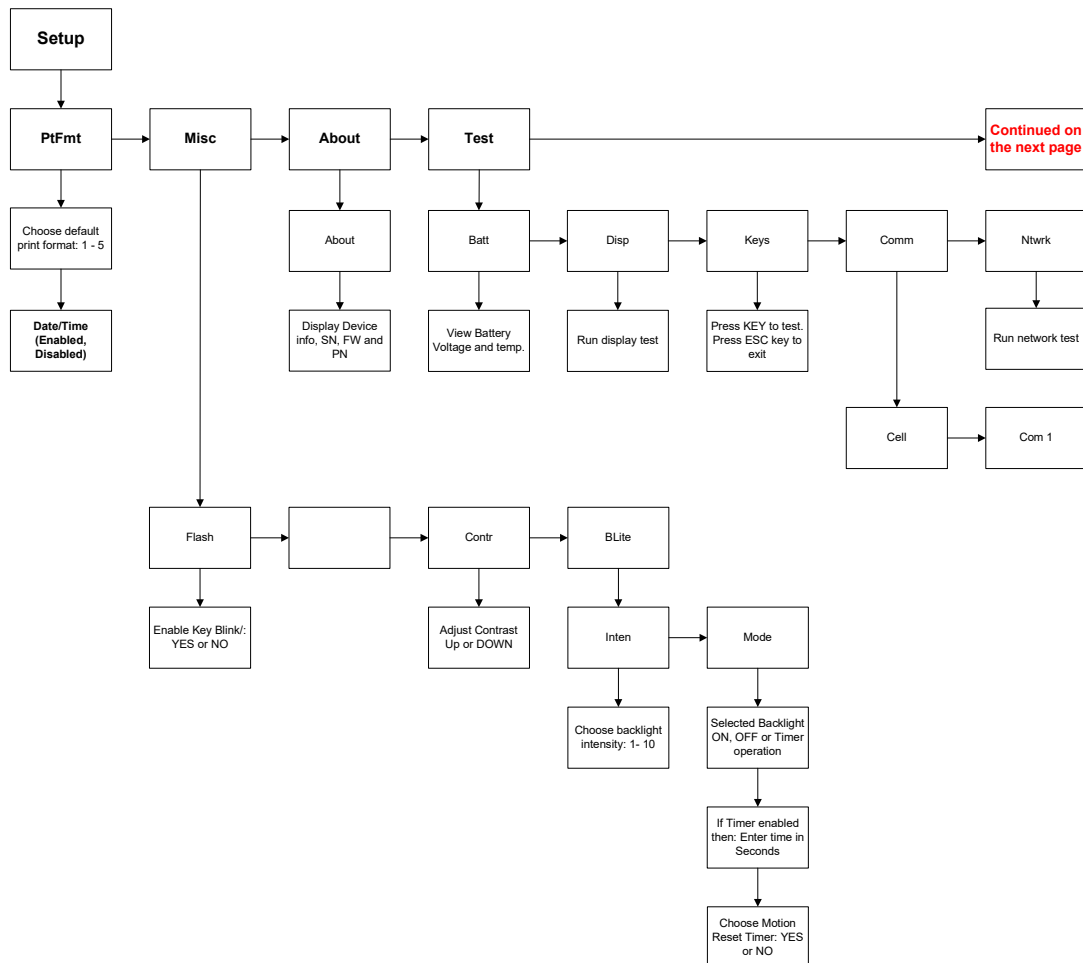 Setup
PtFmt
Misc
About
Test
Continued on
the next page
Choose default
print format: 1 - 5
About
Batt
Disp
Keys
Comm
Ntwrk
Date/Time
(Enabled,
Disabled)
Display Device
info, SN, FW and
PN
View Battery
Voltage and temp.
Run display test
Press KEY to test.
Press ESC key to
exit
Run network test
Cell
Com 1
Flash
Contr
BLite
Enable Key Blink/:
YES or NO
Adjust Contrast
Up or DOWN
Inten
Mode
Choose backlight
intensity: 1- 10
Selected Backlight
ON, OFF or Timer
operation
If Timer enabled
then: Enter time in
Seconds
Choose Motion
Reset Timer: YES
or NO